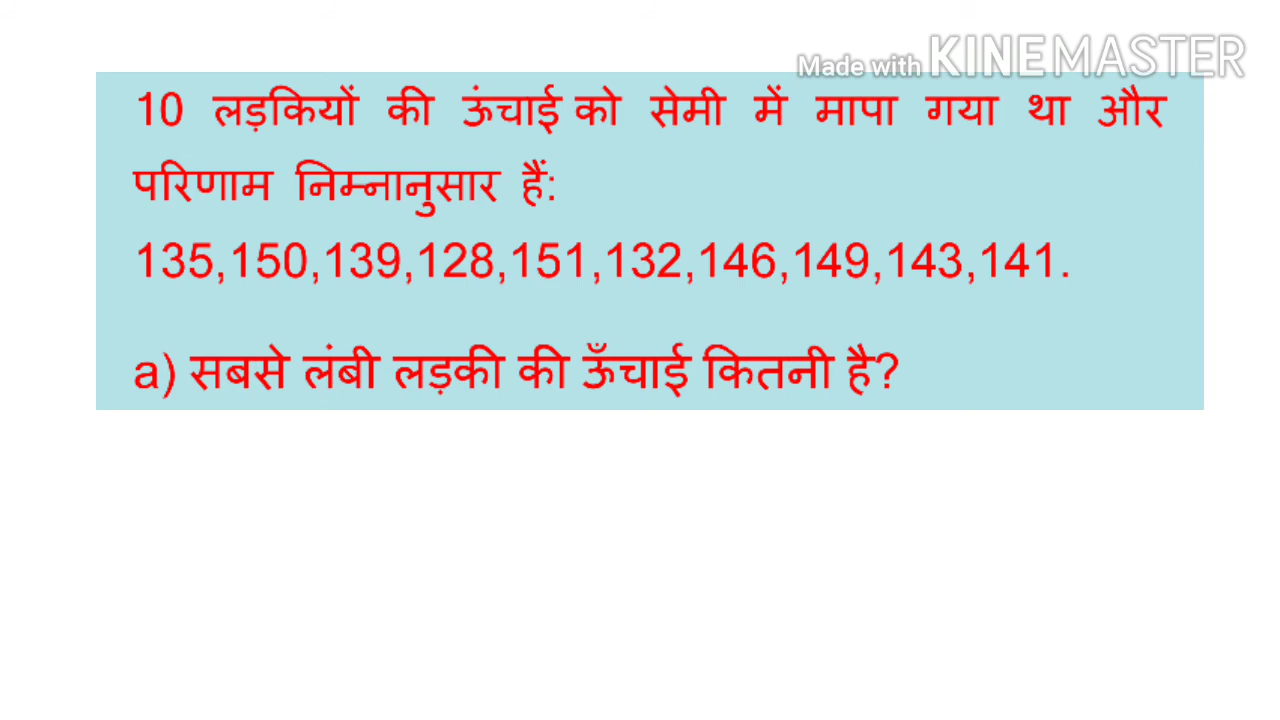 Made with KINEMASTER
10 लड़कियों की ऊंचाई को सेमी में मापा गया था और
परिणाम निम्नानुसार हैं:
135,150,139,128,151,132,146,149,143,141.
a) सबसे लंबी लड़की की ऊँचाई कितनी है?